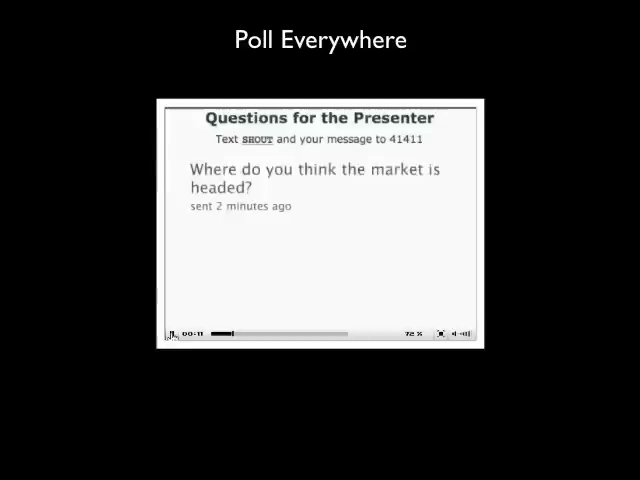 Poll Everywhere
Questions for the Presenter
Text SHOUT and your message to 41411
Where do you think the market is
headed?
sent 2 minutes ago
00:11
72 %